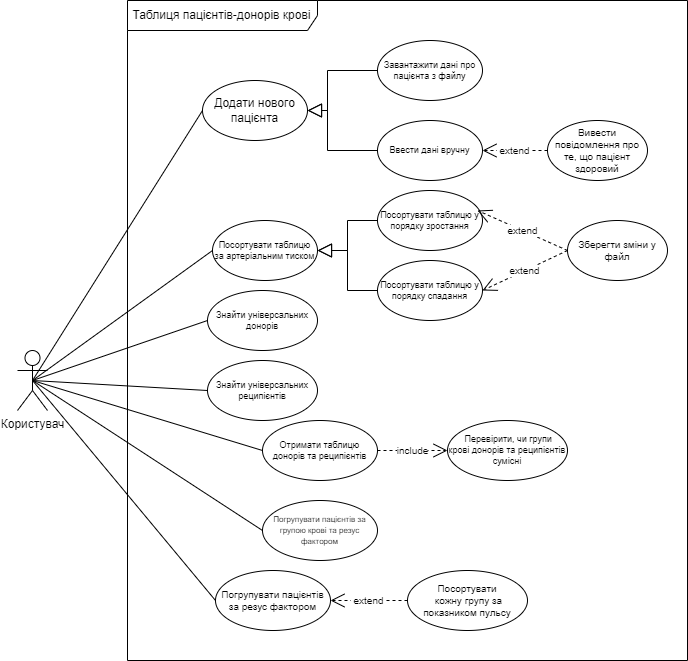 Таблиця пацієнтів-донорів крові
Завантажити дані про
пацієнта з файлу
Додати нового
пацієнта
Ввести дані вручну
extend
Вивести
повідомлення про
те, що пацієнт
здоровий
Посортувати таблицю
за артеріальним тиском
Посортувати таблицю у
порядку зростання
extend
Зберегти зміни у
файл
extend
Посортувати таблицю у
порядку спадання
Знайти універсальних
донорів
Знайти універсальних
реципієнтів
Користувач
Отримати таблицю
донорів та реципієнтів
include
Перевірити, чи групи
крові донорів та реципієнтів
сумісні
Погрупувати пацієнтів за
групою крові та резус
фактором
Погрупувати пацієнтів
за резус фактором
extend
Посортувати
кожну групу за
показником пульсу